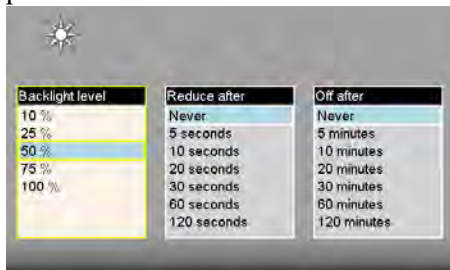 Backlight level
10 %
25 %
50 %
75 %
100 %
Reduce after
Never
5 seconds
10 seconds
20 seconds
30 seconds
60 seconds
120 seconds
Off after
Never
5 minutes
10 minutes
20 minutes
30 minutes
60 minutes
120 minutes